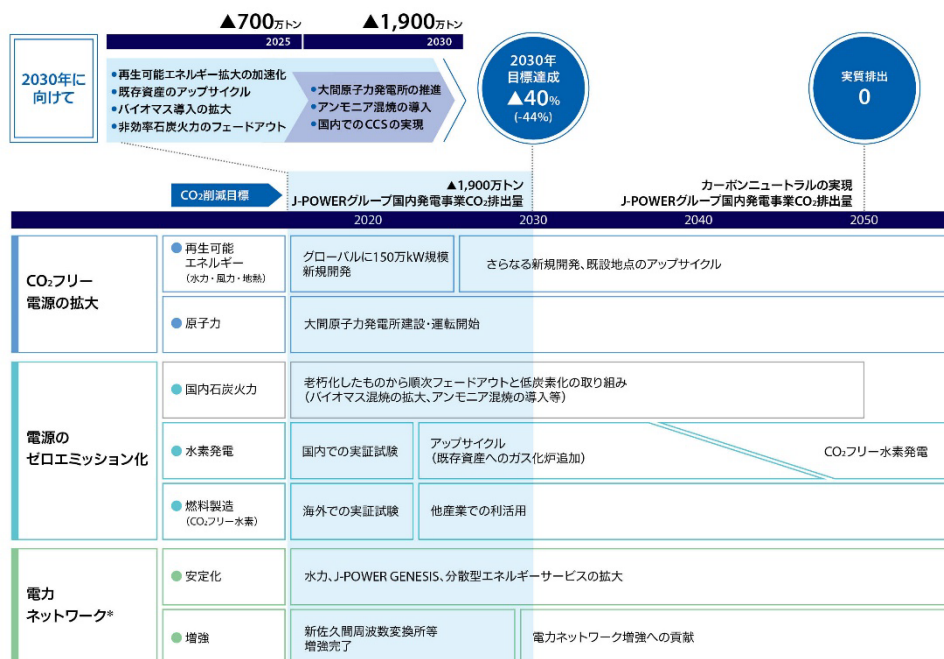 ▲700万トン
▲1,900万トン
2025
2030
2030年に
向けて
•再生可能エネルギー拡大の加速化
•既存資産のアップサイクル
•バイオマス導入の拡大
•非効率石炭火力のフェードアウト
•大間原子力発電所の推進
•アンモニア混焼の導入
•国内でのCCSの実現
2030年
目標達成
▲40%
(-44%)
実質排出
0
CO₂削減目標
▲1,900万トン
J-POWERグループ国内発電事業CO₂排出量
カーボンニュートラルの実現
J-POWERグループ国内発電事業CO₂排出量
2020
2030
2040
2050
CO₂フリー
電源の拡大
●再生可能
エネルギー
(水力・風力・地熱)
グローバルに150万kW規模
新規開発
さらなる新規開発、既設地点のアップサイクル
●原子力
大間原子力発電所建設・運転開始
電源の
ゼロエミッション化
●国内石炭火力
老朽化したものから順次フェードアウトと低炭素化の取り組み
(バイオマス混焼の拡大、アンモニア混焼の導入等)
●水素発電
国内での実証試験
アップサイクル
(既存資産へのガス化炉追加)
CO₂フリー水素発電
●燃料製造
(CO₂フリー水素)
海外での実証試験
他産業での利活用
電力
ネットワーク*
●安定化
水力、J-POWER GENESIS、分散型エネルギーサービスの拡大
●増強
新佐久間周波数変換所等
増強完了
電力ネットワーク増強への貢献